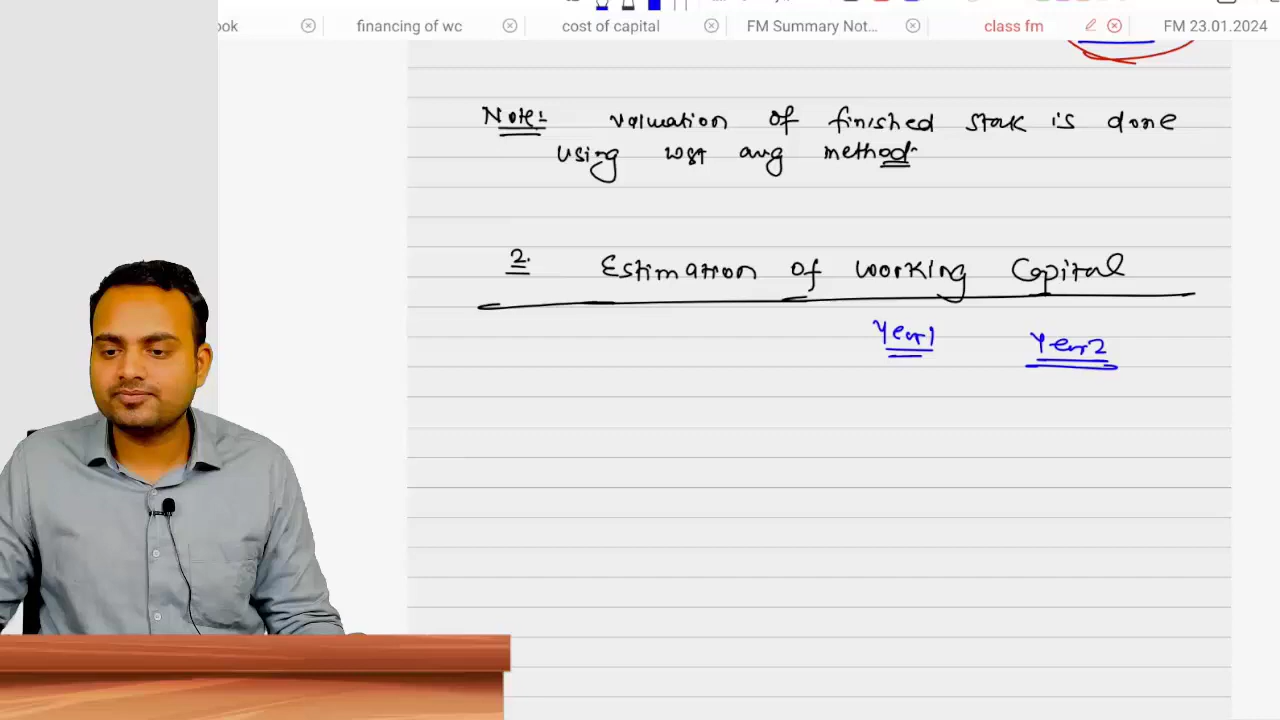 ook
financing of wc
cost of capital
FM Summary Not...
class fm
FM 23.01.2024
Note: valuation of finished stock is done
using wgt avg method.
2. Estimation of working Capital
Year1 Year2